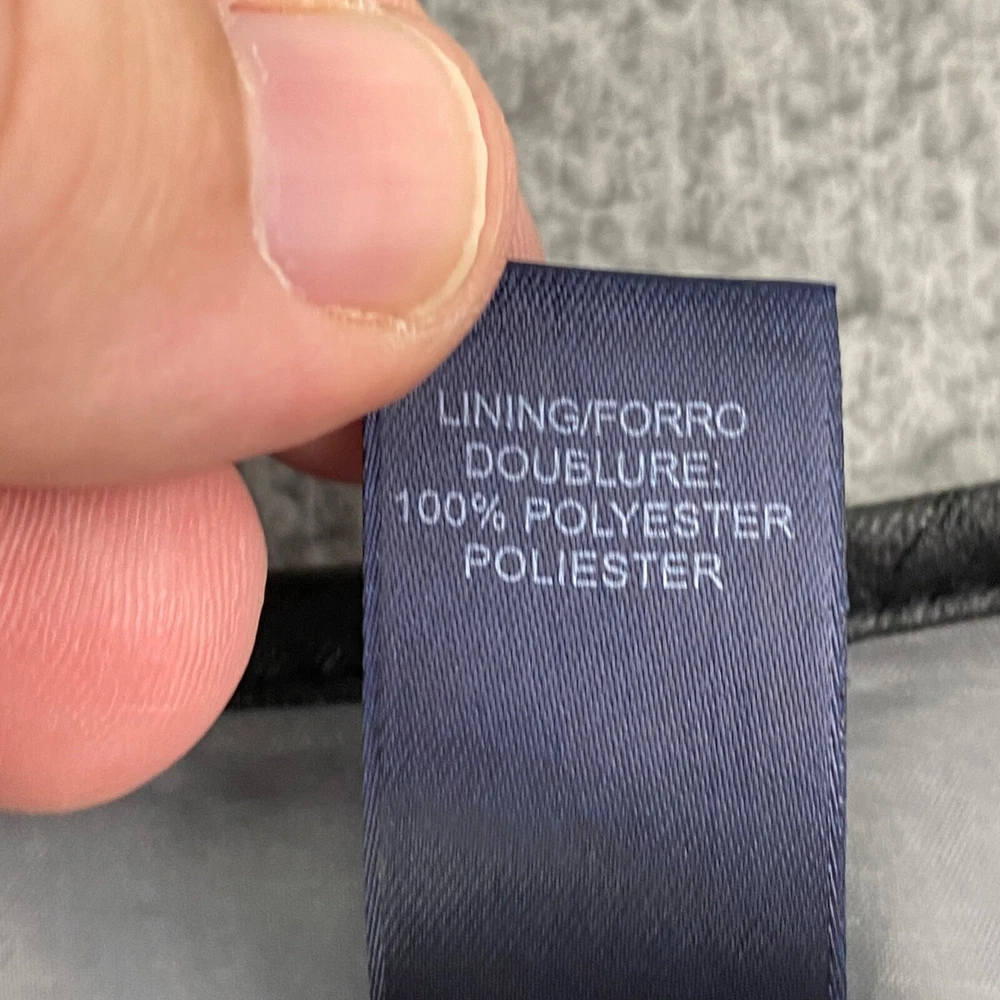 LINING/FORRO
DOUBLURE:
100% POLYESTER
POLIESTER